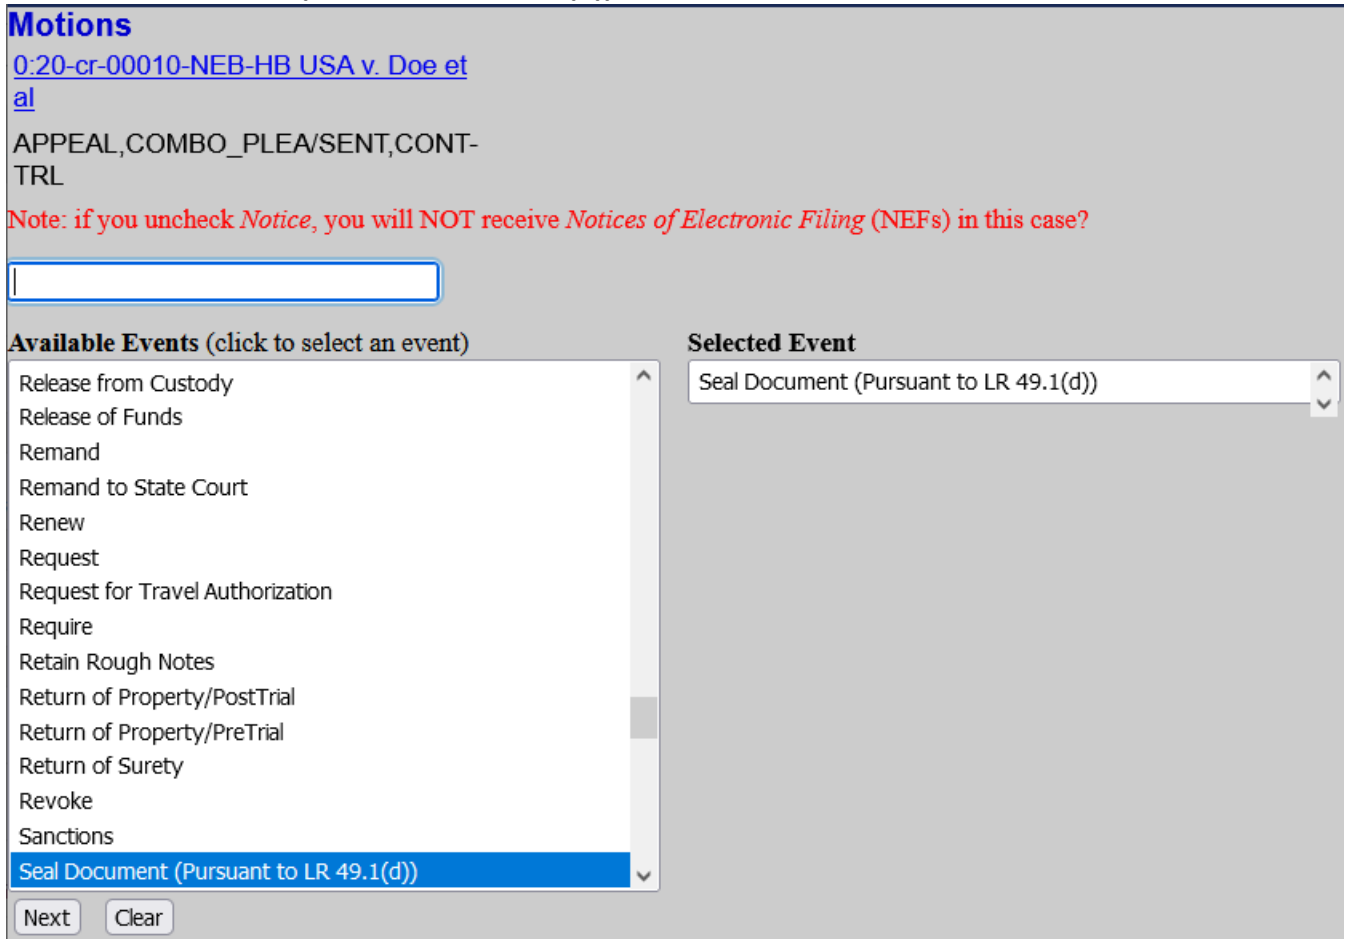 Motions
0:20-cr-00010-NEB-HB USA v. Doe et
al
APPEAL,COMBO_PLEA/SENT,CONT-
TRL
Note: if you uncheck Notice, you will NOT receive Notices of Electronic Filing (NEFs) in this case?
Available Events (click to select an event)
Release from Custody
Release of Funds
Remand
Remand to State Court
Renew
Request
Request for Travel Authorization
Require
Retain Rough Notes
Return of Property/PostTrial
Return of Property/PreTrial
Return of Surety
Revoke
Sanctions
Seal Document (Pursuant to LR 49.1(d))
Selected Event
Seal Document (Pursuant to LR 49.1(d))
Next Clear